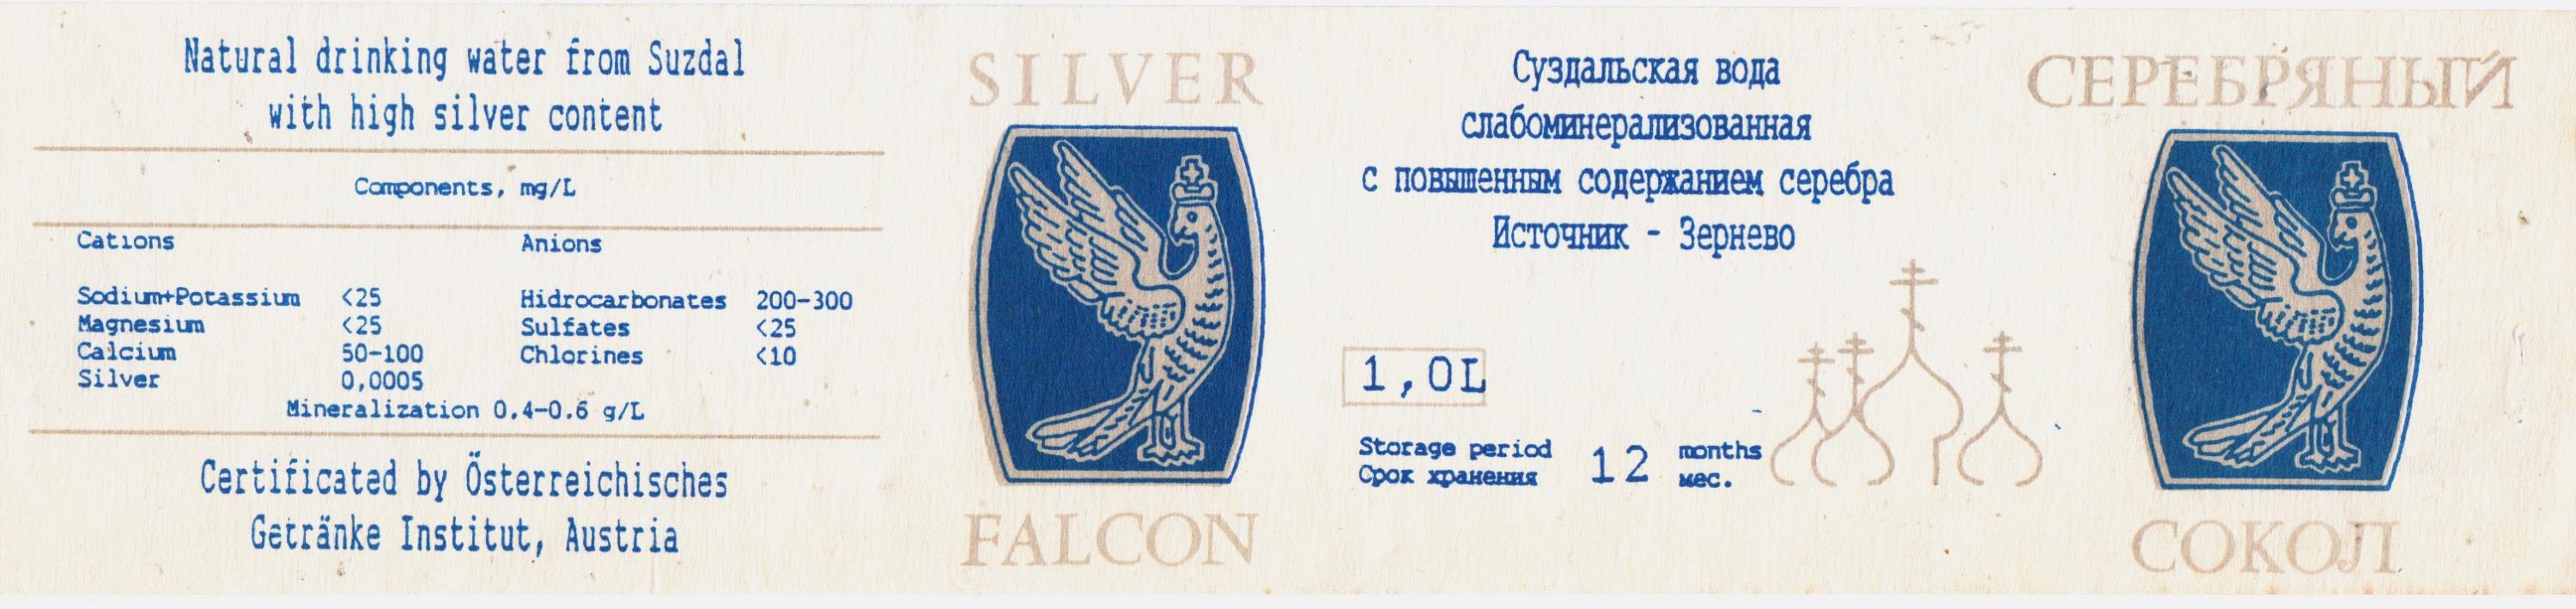 Natural drinking water from Suzdal
with high silver content
Components, mg/L
Cations Anions
Sodium+Potassium <25 Hidrocarbonates 200-300
Magnesium <25 Sulfates <25
Calcium 50-100 Chlorines <10
Silver 0,0005
Mineralization 0.4-0.6 g/L
Certificated by Österreichisches
Getränke Institut, Austria
SILVER
FALCON
Суздальская вода
слабоминерализованная
с повышенным содержанием серебра
Источник - Зернево
1,0L
Storage period 12 months
Срок хранения мес.
СЕРЕБРЯНЫЙ
СОКОЛ